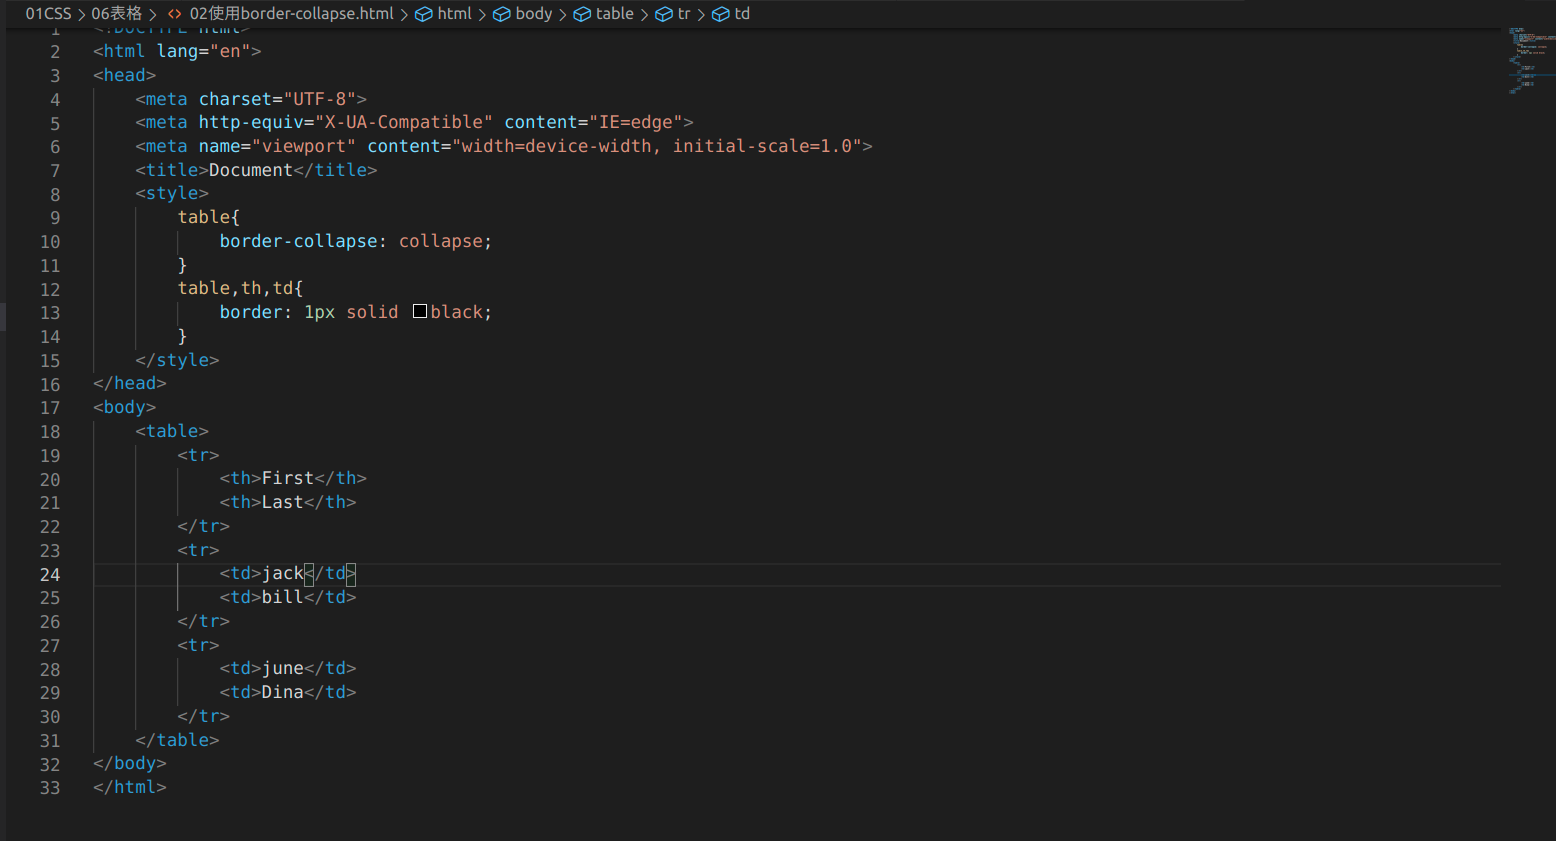 01CSS > 06表格 > <> 02使用border-collapse.html > html > body > table > tr > td
1 <!DOCTYPE html>
2 <html lang="en">
3 <head>
4 <meta charset="UTF-8">
5 <meta http-equiv="X-UA-Compatible" content="IE=edge">
6 <meta name="viewport" content="width=device-width, initial-scale=1.0">
7 <title>Document</title>
8 <style>
9 table{
10 border-collapse: collapse;
11 }
12 table,th,td{
13 border: 1px solid black;
14 }
15 </style>
16 </head>
17 <body>
18 <table>
19 <tr>
20 <th>First</th>
21 <th>Last</th>
22 </tr>
23 <tr>
24 <td>jack</td>
25 <td>bill</td>
26 </tr>
27 <tr>
28 <td>june</td>
29 <td>Dina</td>
30 </tr>
31 </table>
32 </body>
33 </html>